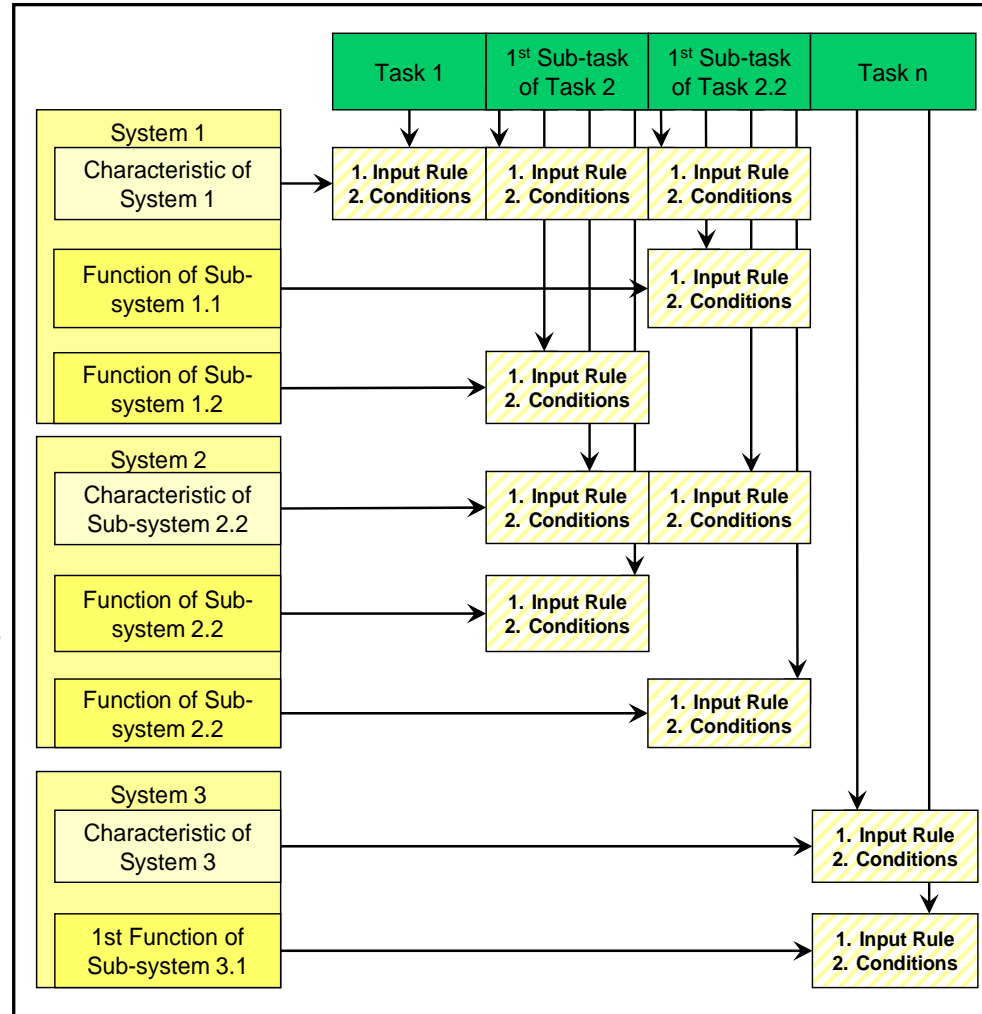 Task 1
1st Sub-task
of Task 2
1st Sub-task
of Task 2.2
Task n
System 1
Characteristic of
System 1
1. Input Rule
2. Conditions
1. Input Rule
2. Conditions
1. Input Rule
2. Conditions
Function of Sub-
system 1.1
1. Input Rule
2. Conditions
Function of Sub-
system 1.2
1. Input Rule
2. Conditions
System 2
Characteristic of
Sub-system 2.2
1. Input Rule
2. Conditions
1. Input Rule
2. Conditions
Function of Sub-
system 2.2
1. Input Rule
2. Conditions
Function of Sub-
system 2.2
1. Input Rule
2. Conditions
System 3
Characteristic of
System 3
1. Input Rule
2. Conditions
1st Function of
Sub-system 3.1
1. Input Rule
2. Conditions